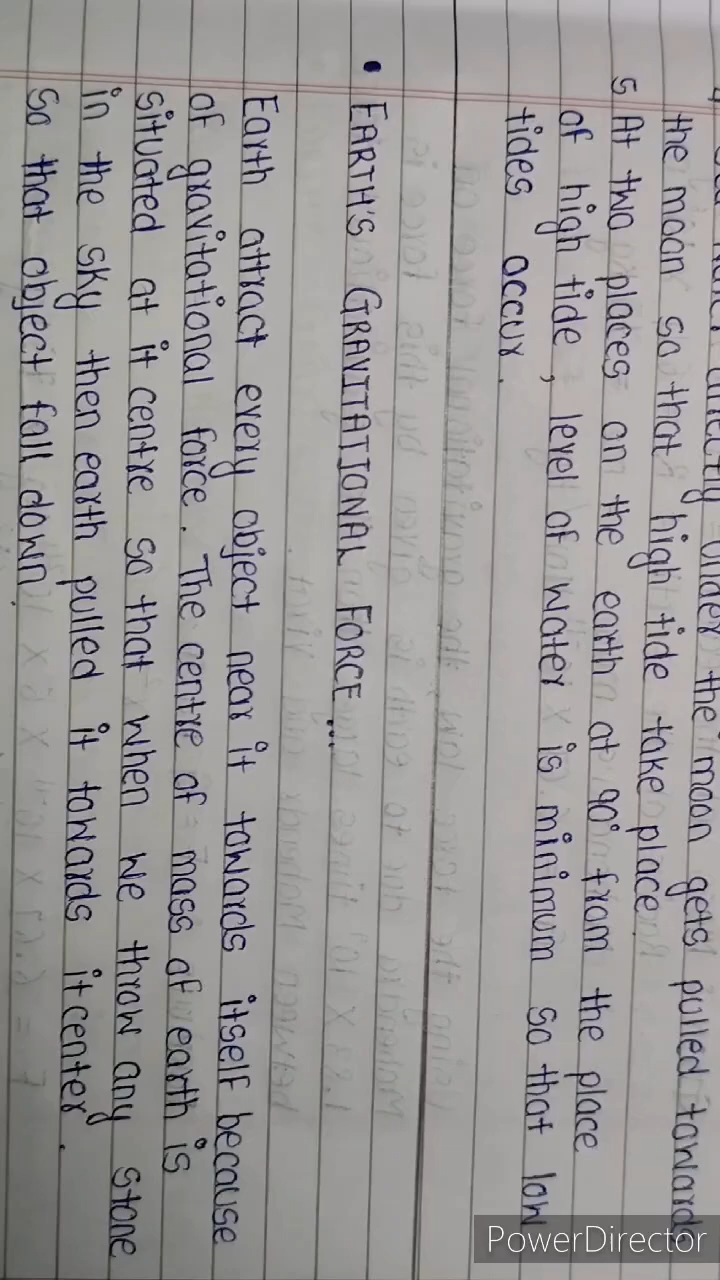 under the moon gets pulled towards
the moon so that high tide take place
5 At two places on the earth at 90° from the place
of high tide, level of water is minimum so that low
tides occur.
• EARTH'S GRAVITATIONAL FORCE...
Earth attract every object near it towards itself because
of gravitational force. The centre of mass of earth is
situated at it centre so that when we throw any stone
in the sky then earth pulled it towards it center.
So that object fall down.
PowerDirector